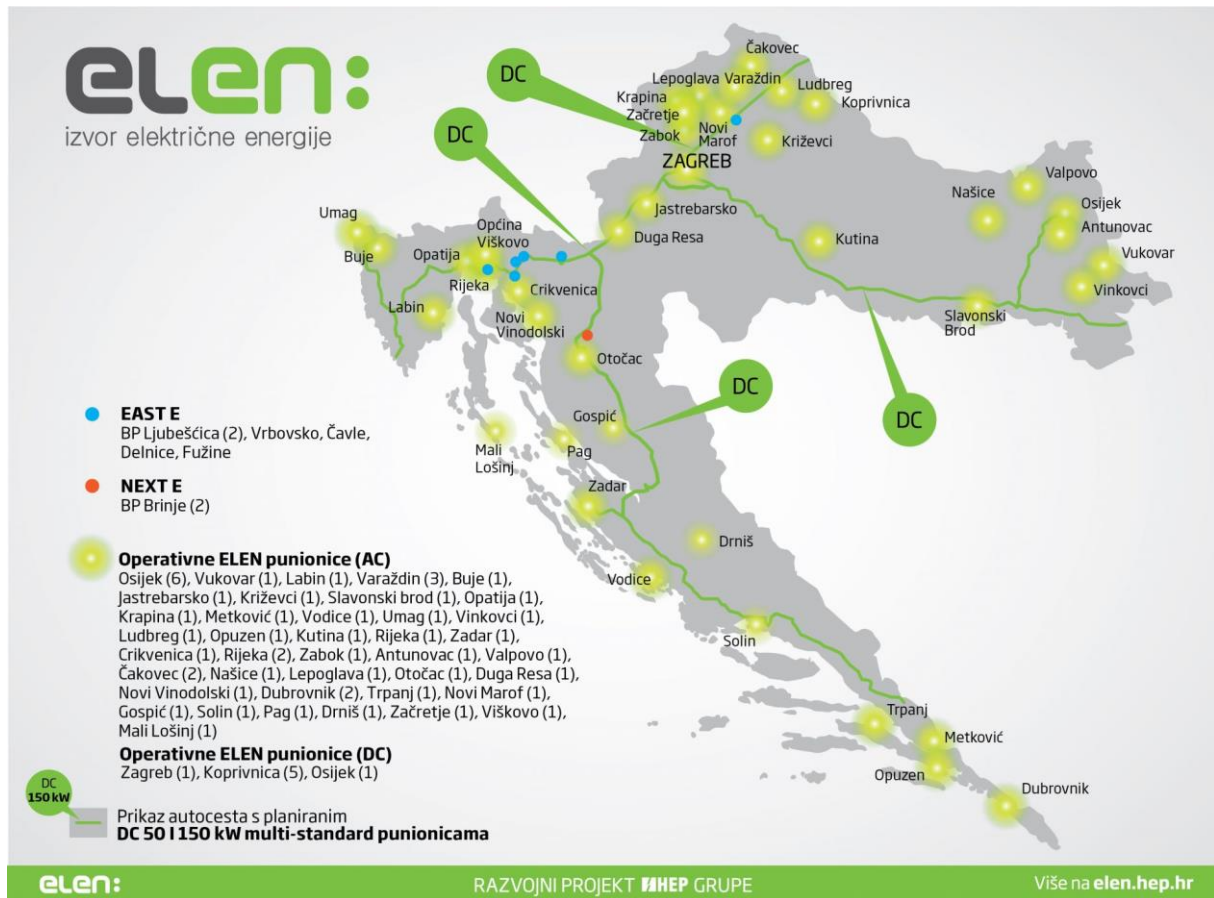 eLen:
izvor električne energije
DC
DC
Čakovec
Lepoglava
Varaždin
Ludbreg
Krapina
Koprivnica
Začretje
Zabok
Novi
Marof
Križevci
ZAGREB
Valpovo
Našice
Osijek
Antunovac
Jastrebarsko
Umag
Općina
Viškovo
Duga Resa
Kutina
Buje
Opatija
Vukovar
Rijeka
Crikvenica
Vinkovci
Labin
Novi
Vinodolski
Slavonski
Brod
Otočac
DC
DC
Gospić
Mali
Lošinj
Pag
Zadar
Drniš
Vodice
Solin
Trpanj
Metković
Opuzen
Dubrovnik
EAST E
BP Ljubešćica (2), Vrbovsko, Čavle,
Delnice, Fužine
NEXT E
BP Brinje (2)
Operativne ELEN punionice (AC)
Osijek (6), Vukovar (1), Labin (1), Varaždin (3), Buje (1),
Jastrebarsko (1), Križevci (1), Slavonski brod (1), Opatija (1),
Krapina (1), Metković (1), Vodice (1), Umag (1), Vinkovci (1),
Ludbreg (1), Opuzen (1), Kutina (1), Rijeka (1), Zadar (1),
Crikvenica (1), Rijeka (2), Zabok (1), Antunovac (1), Valpovo (1),
Čakovec (2), Našice (1), Lepoglava (1), Otočac (1), Duga Resa (1),
Novi Vinodolski (1), Dubrovnik (2), Trpanj (1), Novi Marof (1),
Gospić (1), Solin (1), Pag (1), Drniš (1), Začretje (1), Viškovo (1),
Mali Lošinj (1)
Operativne ELEN punionice (DC)
Zagreb (1), Koprivnica (5), Osijek (1)
DC
150 kW
Prikaz autocesta s planiranim
DC 50 I 150 kW multi-standard punionicama
eLen:
RAZVOJNI PROJEKT HEP GRUPE
Više na elen.hep.hr